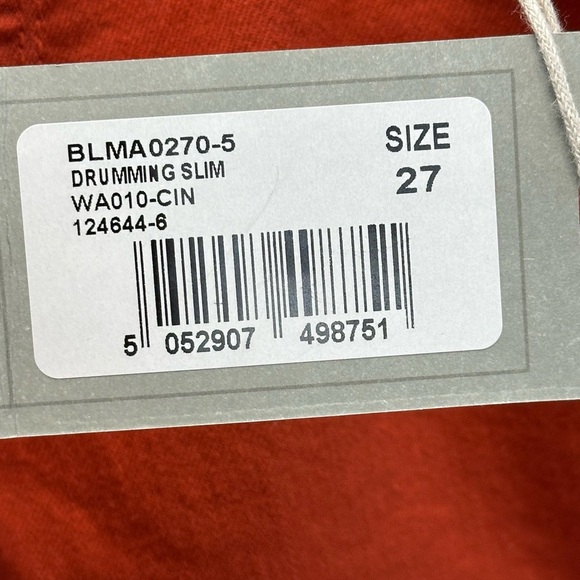 BLMA0270-5
DRUMMING SLIM
WA010-CIN
124644-6
SIZE
27
5 052907 498751